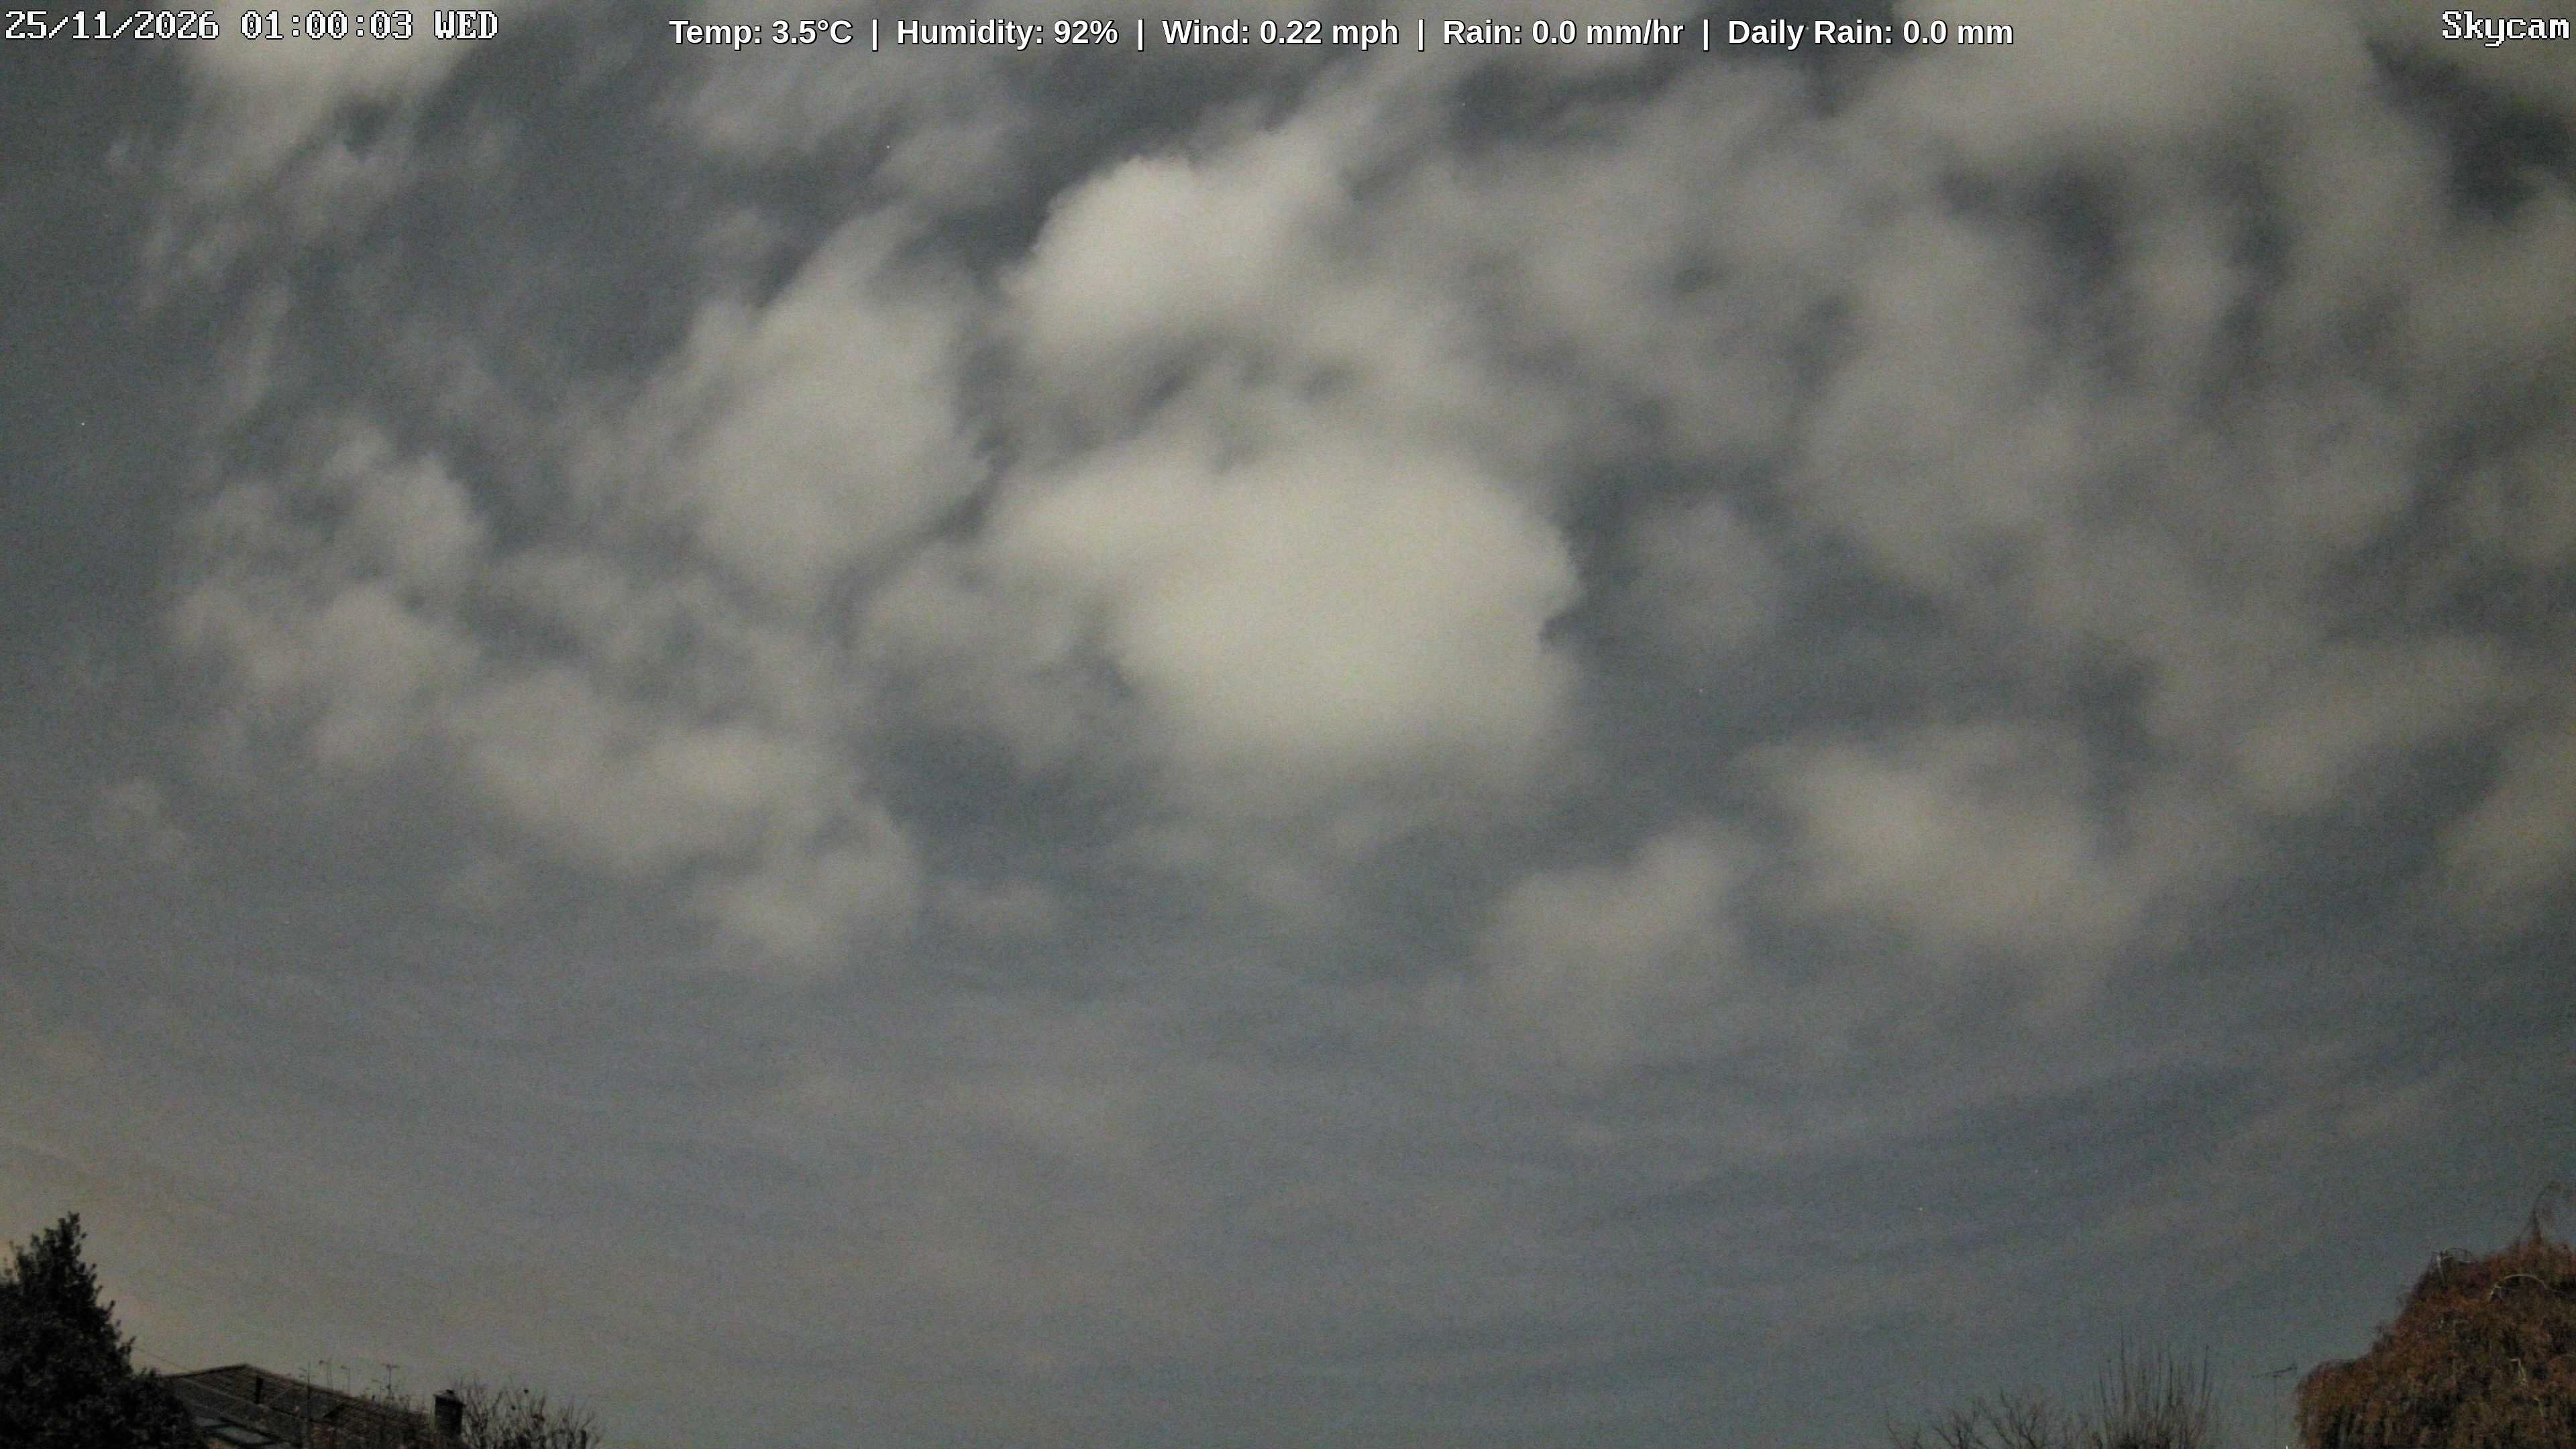 25/11/2026 01:00:03 WED
Temp: 3.5°C | Humidity: 92% | Wind: 0.22 mph | Rain: 0.0 mm/hr | Daily Rain: 0.0 mm
Skycam